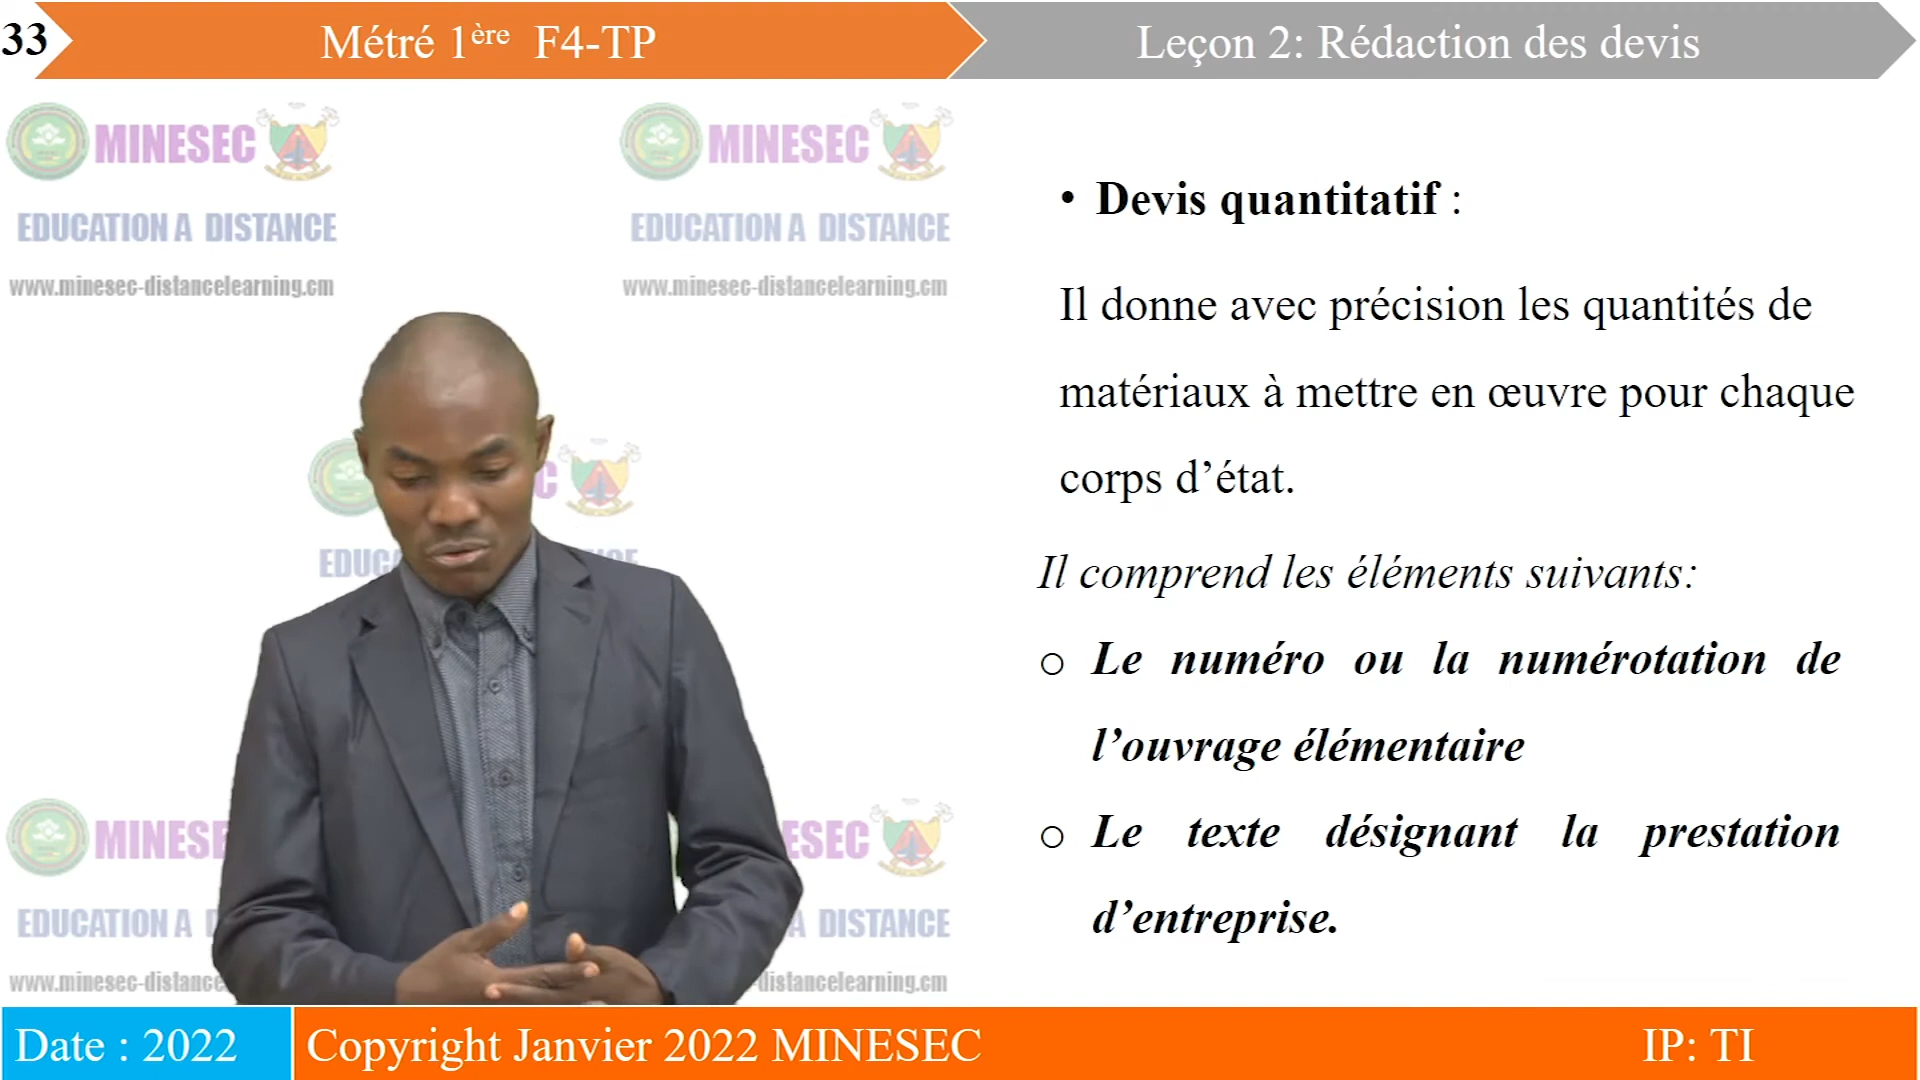 33
Métré 1ère F4-TP
Leçon 2: Rédaction des devis
MINESEC
EDUCATION A DISTANCE
www.minesec-distancelearning.cm
MINESEC
EDUCATION A DISTANCE
www.minesec-distancelearning.cm
• Devis quantitatif :
Il donne avec précision les quantités de
matériaux à mettre en œuvre pour chaque
corps d’état.
Il comprend les éléments suivants:
o Le numéro ou la numérotation de
l’ouvrage élémentaire
o Le texte désignant la prestation
d’entreprise.
Date : 2022
Copyright Janvier 2022 MINESEC
IP: TI